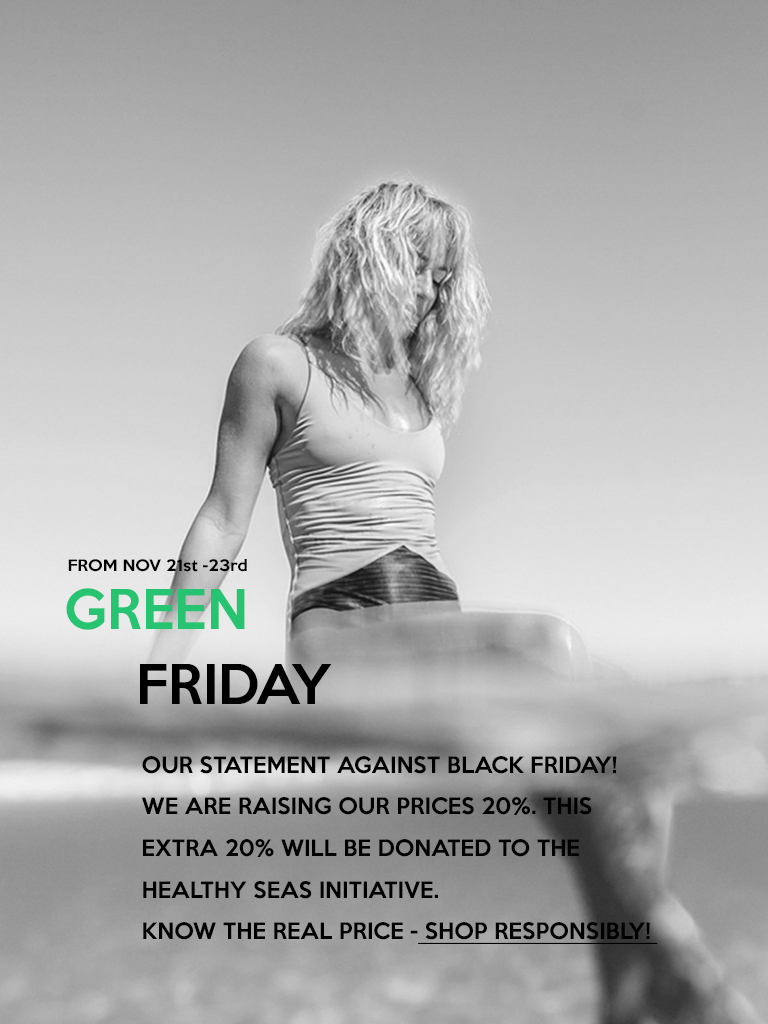 FROM NOV 21st -23rd
GREEN
FRIDAY
OUR STATEMENT AGAINST BLACK FRIDAY!
WE ARE RAISING OUR PRICES 20%. THIS
EXTRA 20% WILL BE DONATED TO THE
HEALTHY SEAS INITIATIVE.
KNOW THE REAL PRICE - SHOP RESPONSIBLY!